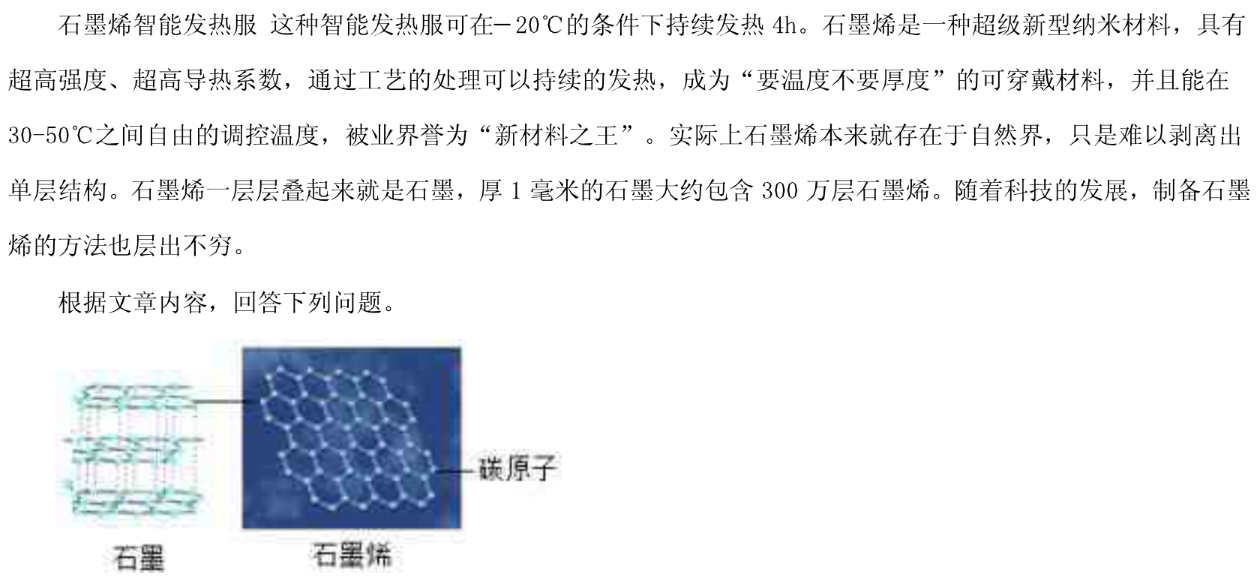 石墨烯智能发热服 这种智能发热服可在－20℃的条件下持续发热 4h。石墨烯是一种超级新型纳米材料，具有
超高强度、超高导热系数，通过工艺的处理可以持续的发热，成为“要温度不要厚度”的可穿戴材料，并且能在
30-50℃之间自由的调控温度，被业界誉为“新材料之王”。实际上石墨烯本来就存在于自然界，只是难以剥离出
单层结构。石墨烯一层层叠起来就是石墨，厚 1 毫米的石墨大约包含 300 万层石墨烯。随着科技的发展，制备石墨
烯的方法也层出不穷。
根据文章内容，回答下列问题。
碳原子
石墨
石墨烯